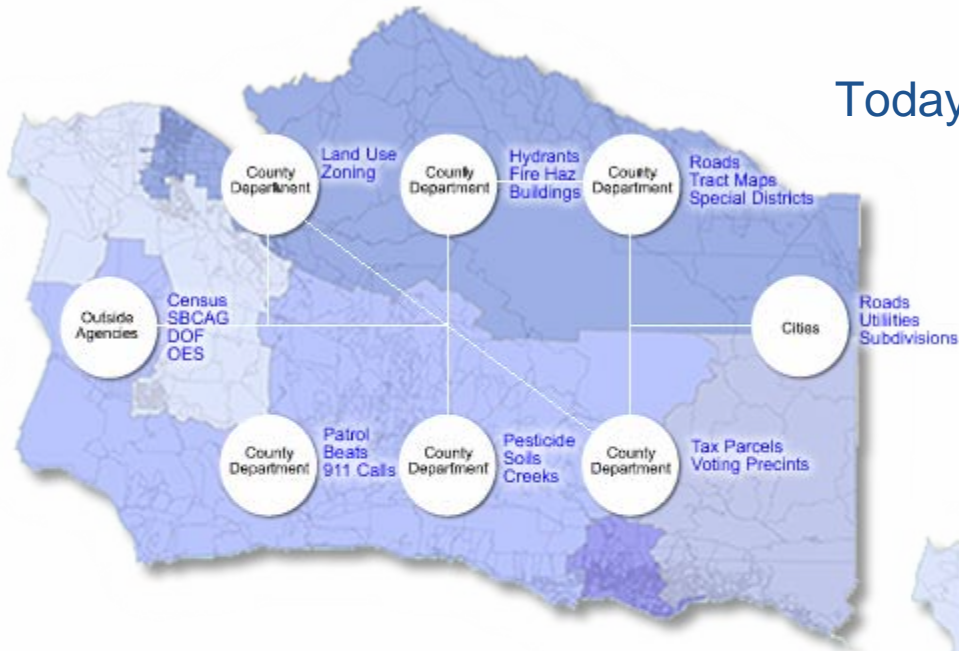 Today
County
Department
Land Use
Zoning
County
Department
Hydrants
Fire Haz
Buildings
County
Department
Roads
Tract Maps
Special Districts
Outside
Agencies
Census
SBCAG
DOF
OES
Cities
Roads
Utilities
Subdivisions
County
Department
Patrol
Beats
911 Calls
County
Department
Pesticide
Soils
Creeks
County
Department
Tax Parcels
Voting Precints